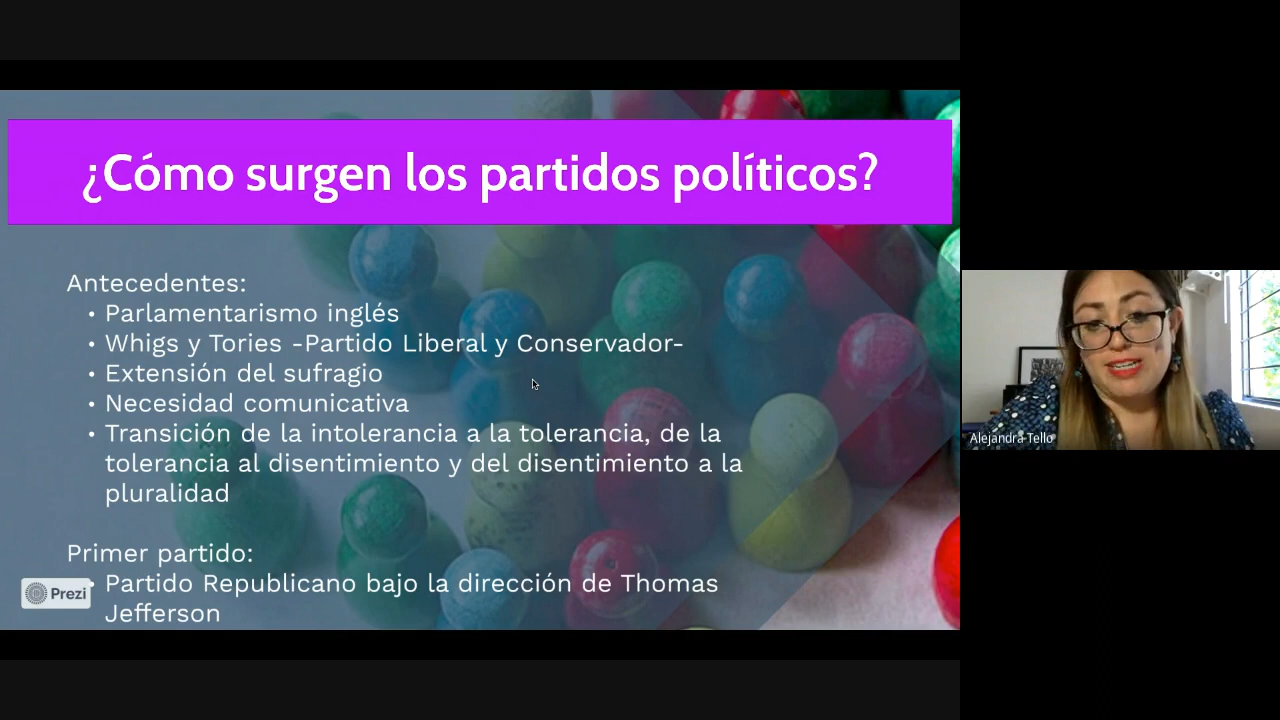 ¿Cómo surgen los partidos políticos?
Antecedentes:
• Parlamentarismo inglés
• Whigs y Tories -Partido Liberal y Conservador-
• Extensión del sufragio
• Necesidad comunicativa
• Transición de la intolerancia a la tolerancia, de la
tolerancia al disentimiento y del disentimiento a la
pluralidad
Primer partido:
• Partido Republicano bajo la dirección de Thomas
Jefferson
Prezi
Alejandra Tello